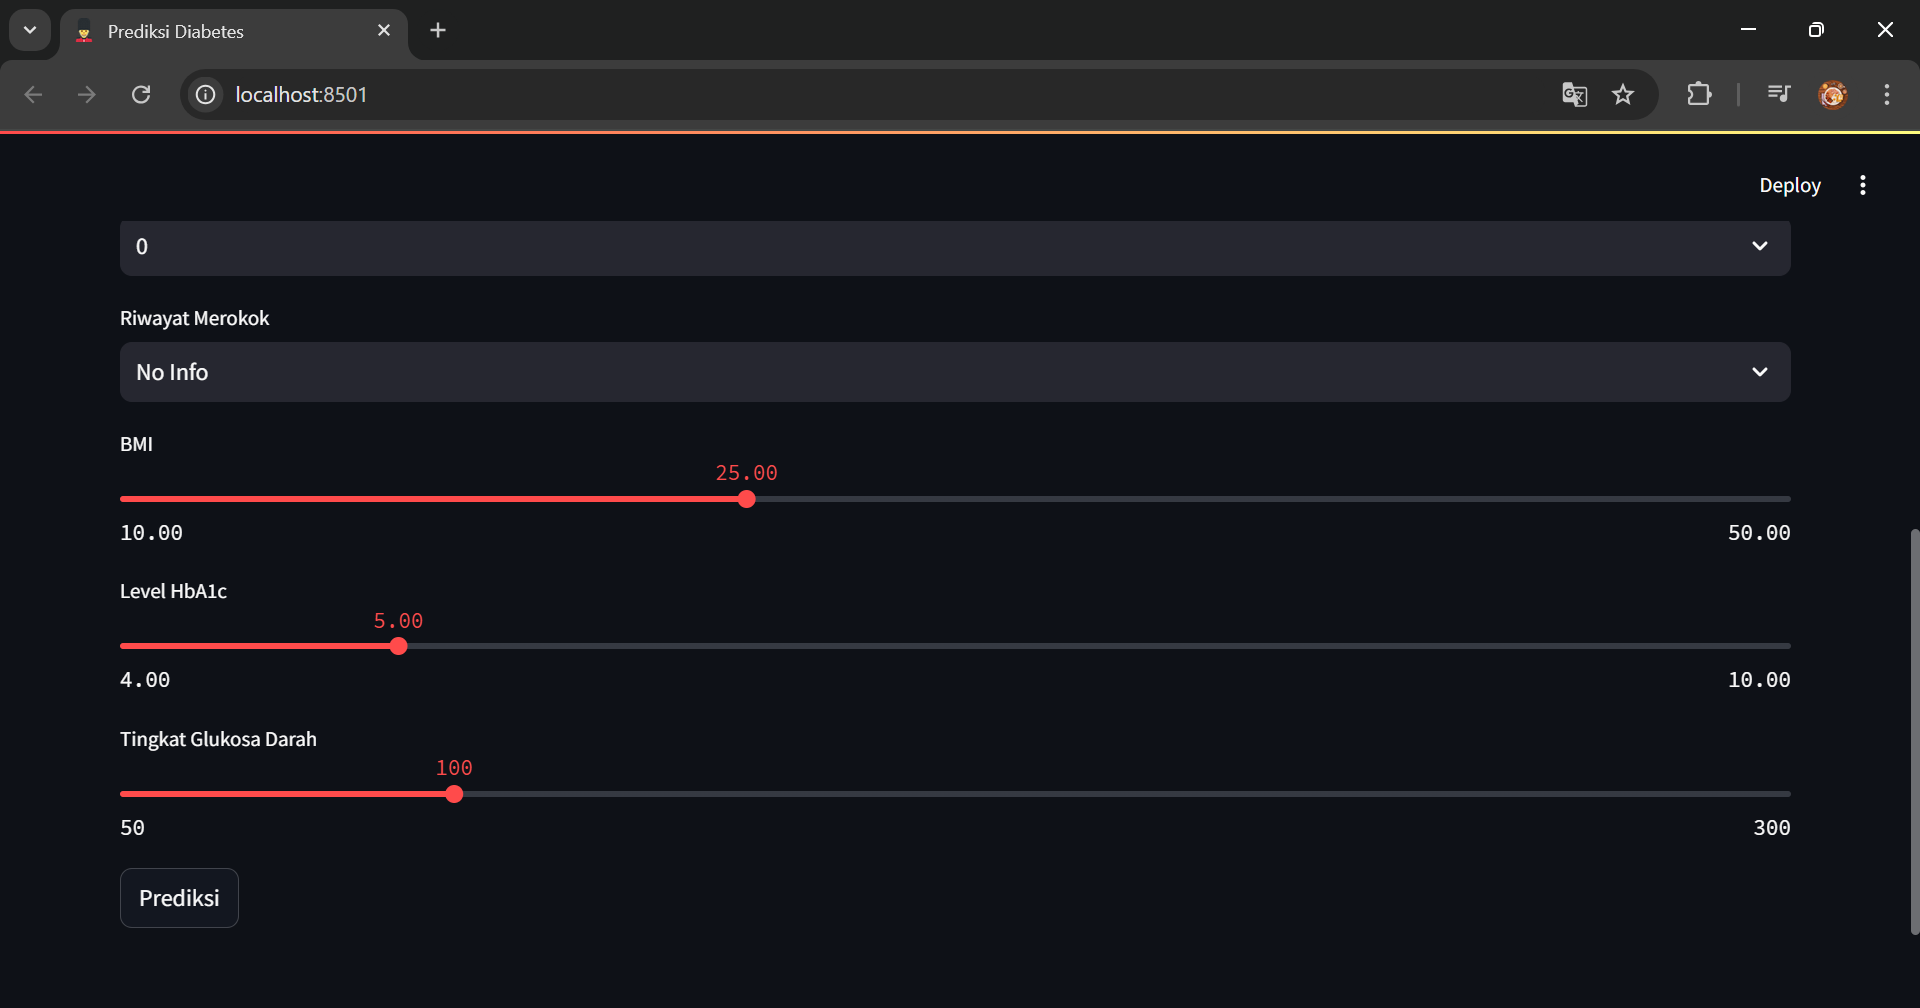 Prediksi Diabetes
localhost:8501
Deploy
0
Riwayat Merokok
No Info
BMI
25.00
10.00 50.00
Level HbA1c
5.00
4.00 10.00
Tingkat Glukosa Darah
100
50 300
Prediksi